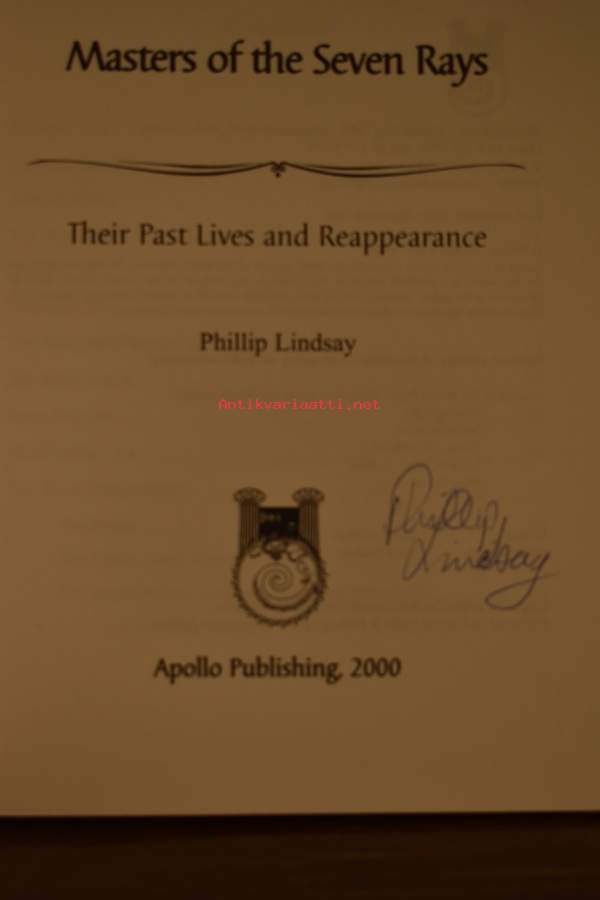 Masters of the Seven Rays
Their Past Lives and Reappearance
Phillip Lindsay
Antikvariaatti.net
Phillip
Lindsay
Apollo Publishing, 2000